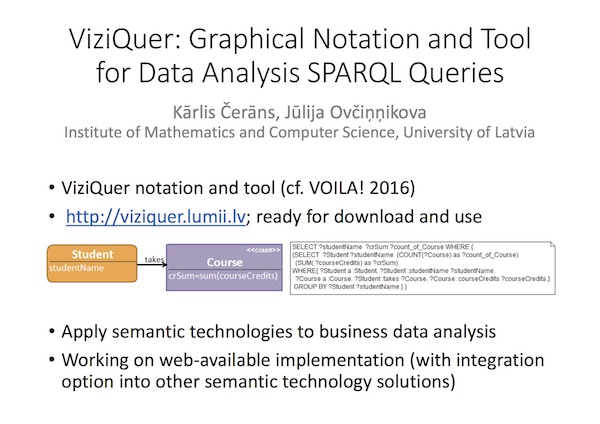 ViziQuer: Graphical Notation and Tool
for Data Analysis SPARQL Queries
Kārlis Čerāns, Jūlija Ovčiņņikova
Institute of Mathematics and Computer Science, University of Latvia
• ViziQuer notation and tool (cf. VOILA! 2016)
• http://viziquer.lumii.lv; ready for download and use
Student
studentName
takes
<<count>>
Course
crSum=sum{courseCredits}
SELECT ?studentName ?crSum ?count_of_Course WHERE {
{SELECT ?Student ?studentName (COUNT(?Course) as ?count_of_Course)
(SUM( ?courseCredits) as ?crSum)
WHERE{ ?Student a :Student. ?Student :studentName ?studentName.
?Course a :Course. ?Student :takes ?Course. ?Course :courseCredits ?courseCredits.}
GROUP BY ?Student ?studentName } }
• Apply semantic technologies to business data analysis
• Working on web-available implementation (with integration
option into other semantic technology solutions)